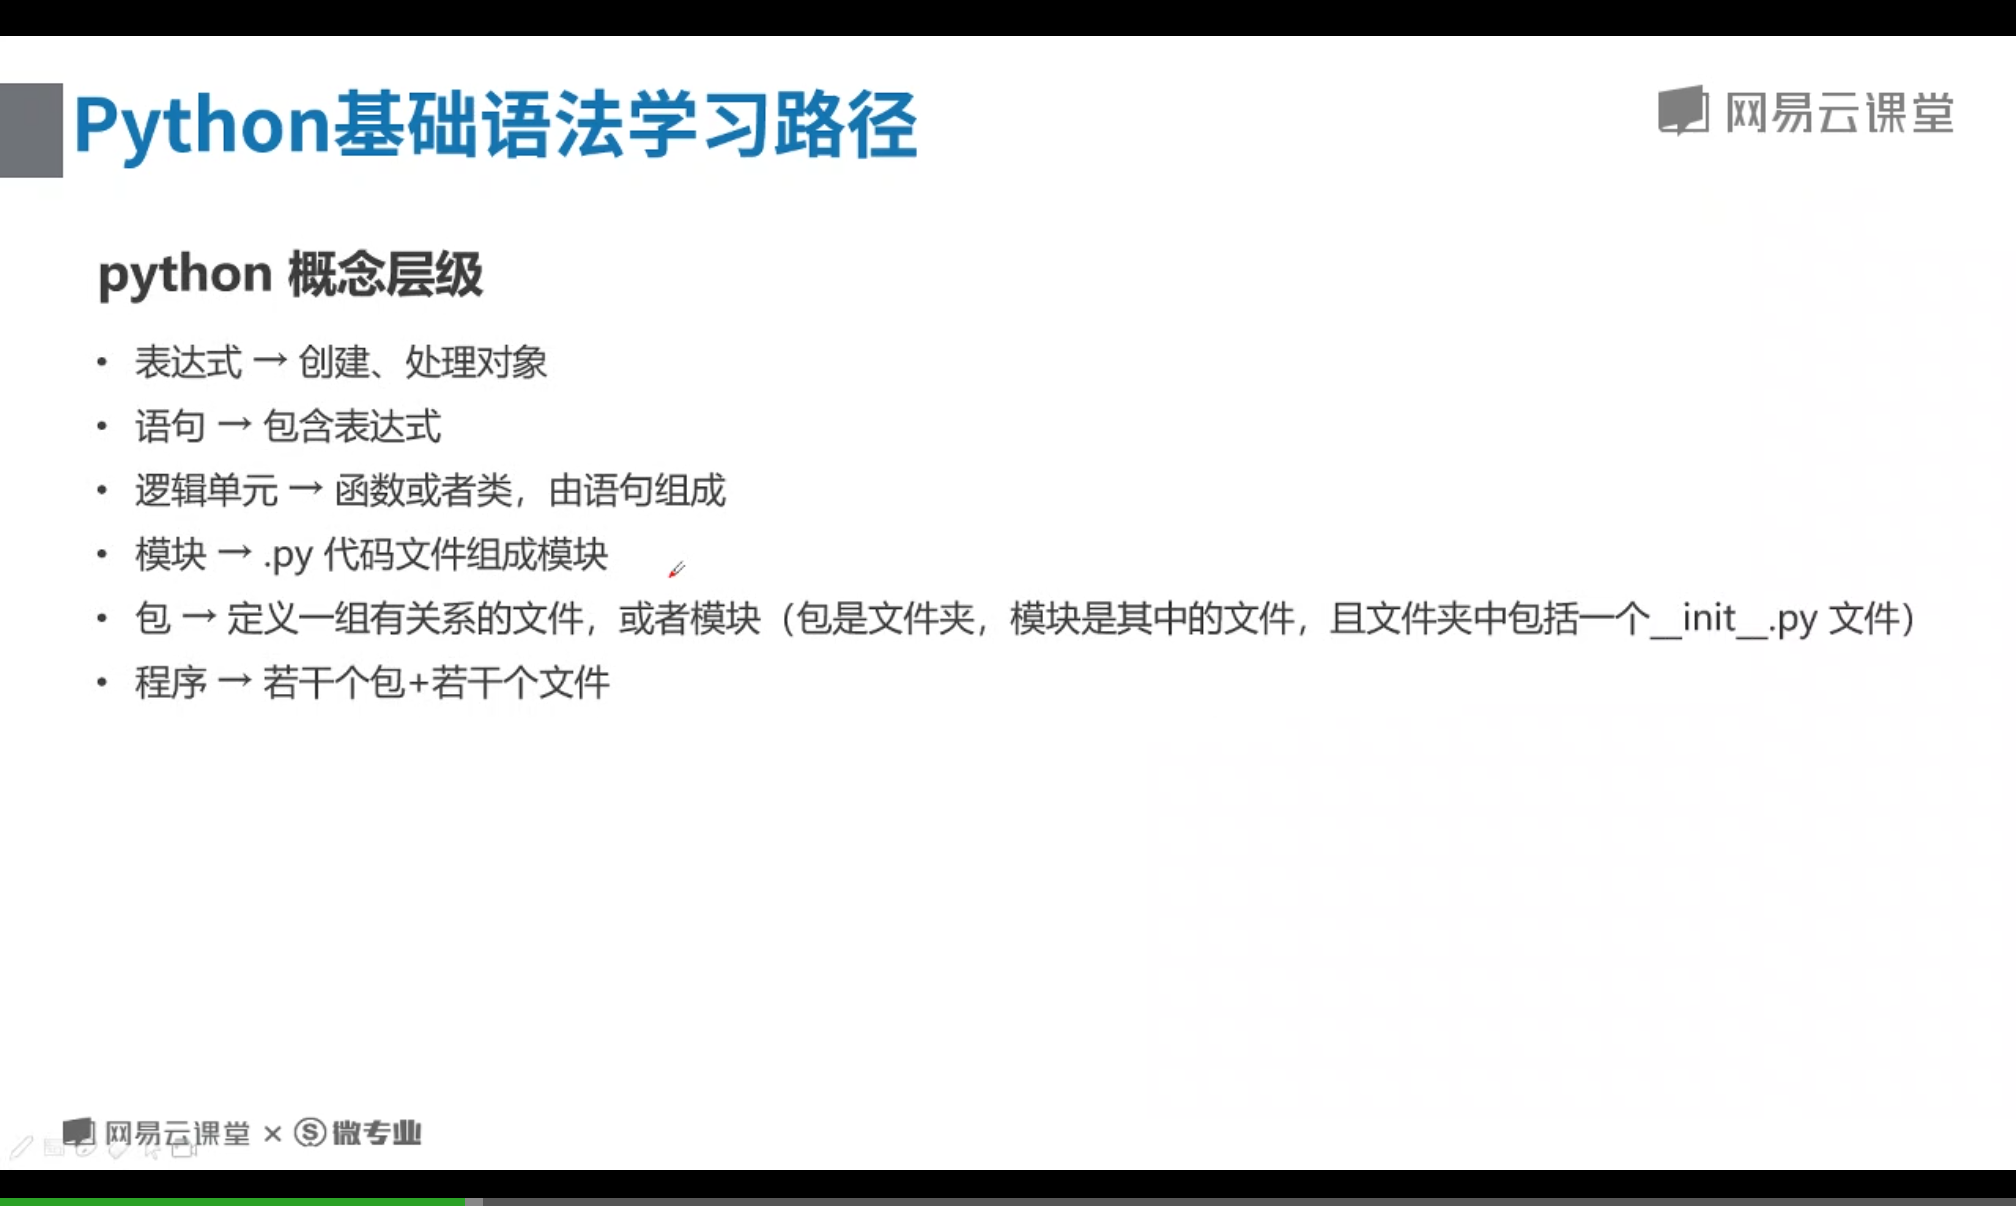 Python基础语法学习路径
网易云课堂
python 概念层级
• 表达式 → 创建、处理对象
• 语句 → 包含表达式
• 逻辑单元 → 函数或者类，由语句组成
• 模块 → .py 代码文件组成模块
• 包 → 定义一组有关系的文件，或者模块（包是文件夹，模块是其中的文件，且文件夹中包括一个__init__.py 文件）
• 程序 → 若干个包+若干个文件
网易云课堂 × S 微专业